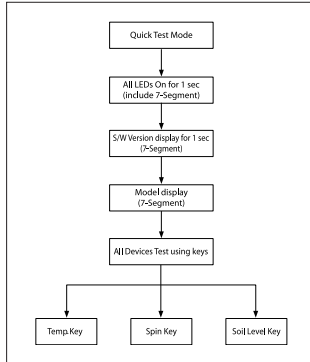 Quick Test Mode
All LEDs On for 1 sec
(include 7-Segment)
S/W Version display for 1 sec
(7-Segment)
Model display
(7-Segment)
All Devices Test using keys
Temp. Key
Spin Key
Soil Level Key